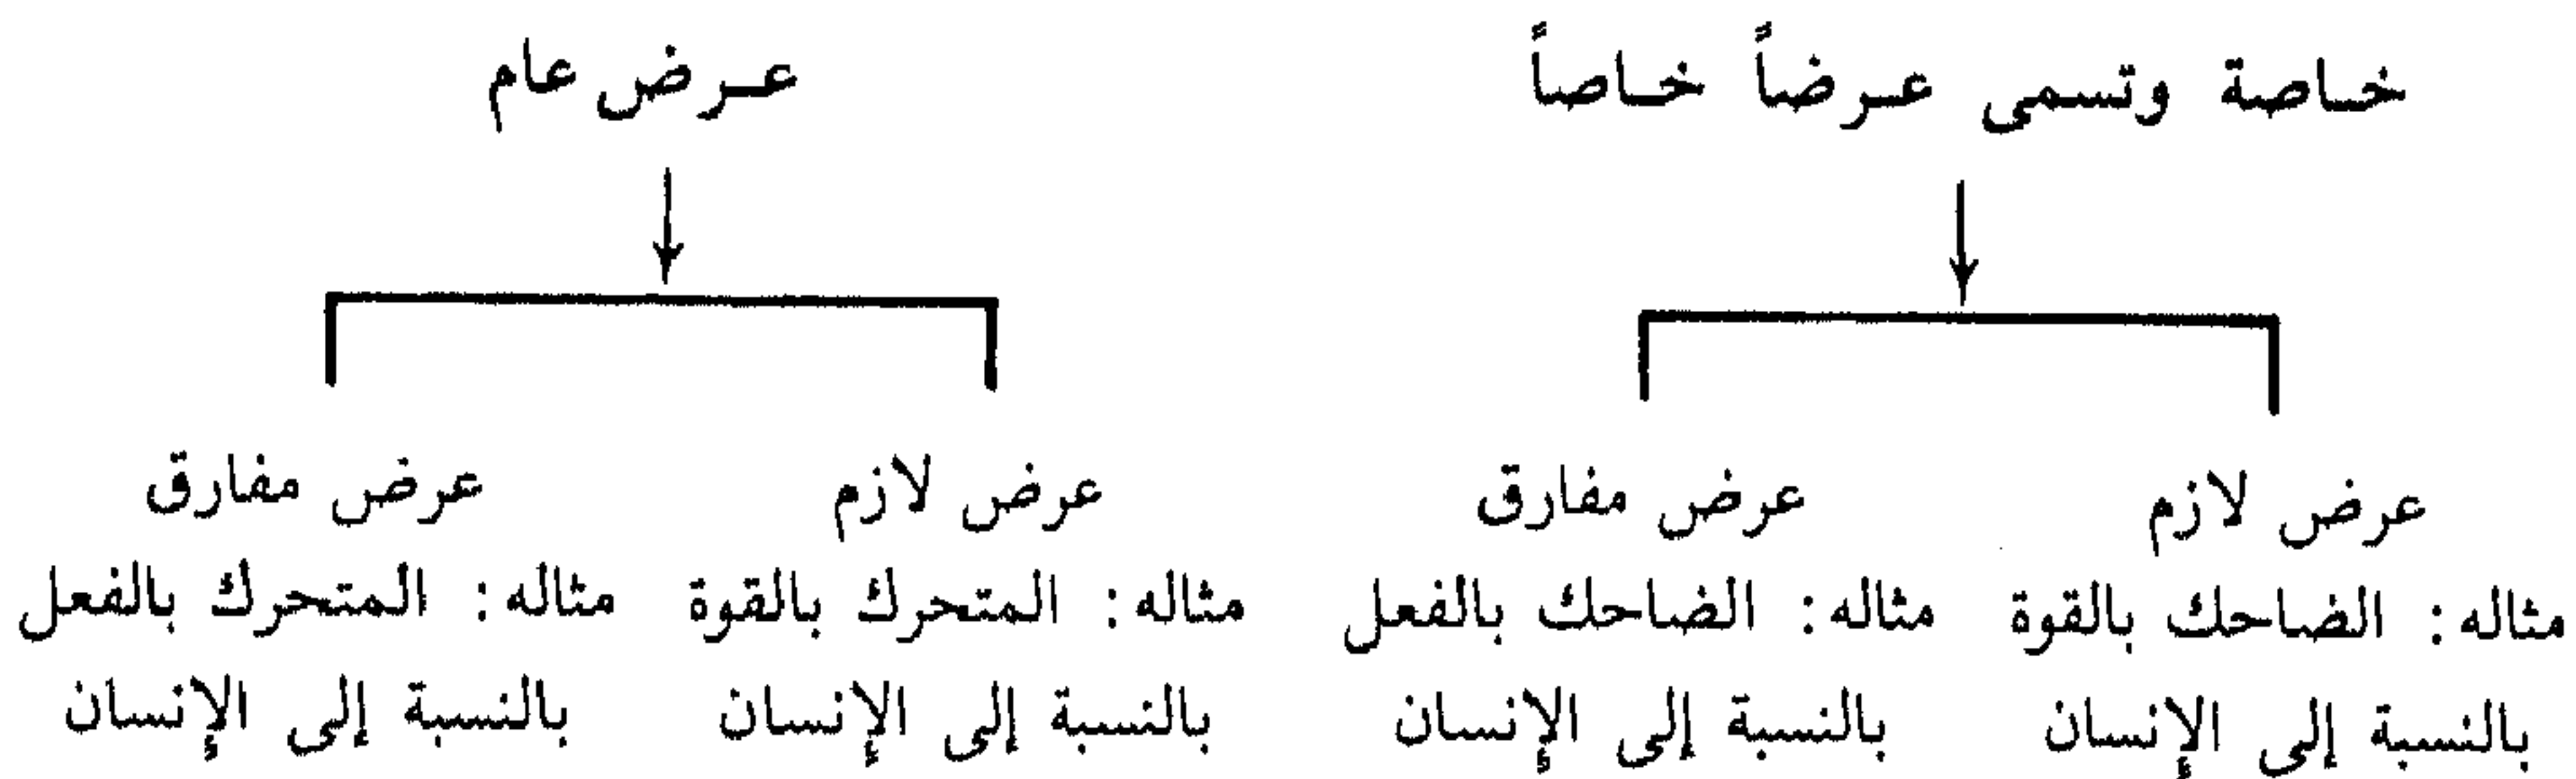 خاصة وتسمى عرضاً خاصاً
عرض عام
عرض لازم
مثاله: الضاحك بالقوة
بالنسبة إلى الإنسان
عرض مفارق
مثاله: الضاحك بالفعل
بالنسبة إلى الإنسان
عرض لازم
مثاله: المتحرك بالقوة
بالنسبة إلى الإنسان
عرض مفارق
مثاله: المتحرك بالفعل
بالنسبة إلى الإنسان